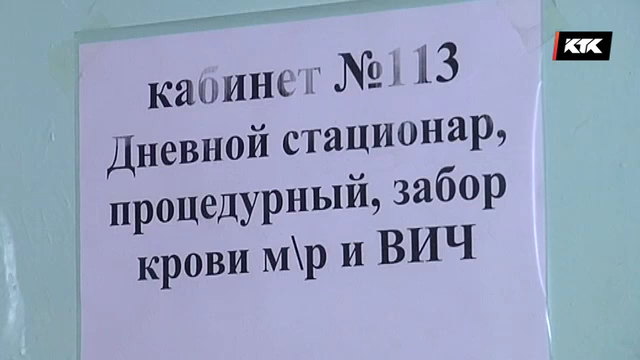 КТК
кабинет №113
Дневной стационар,
процедурный, забор
крови м\р и ВИЧ